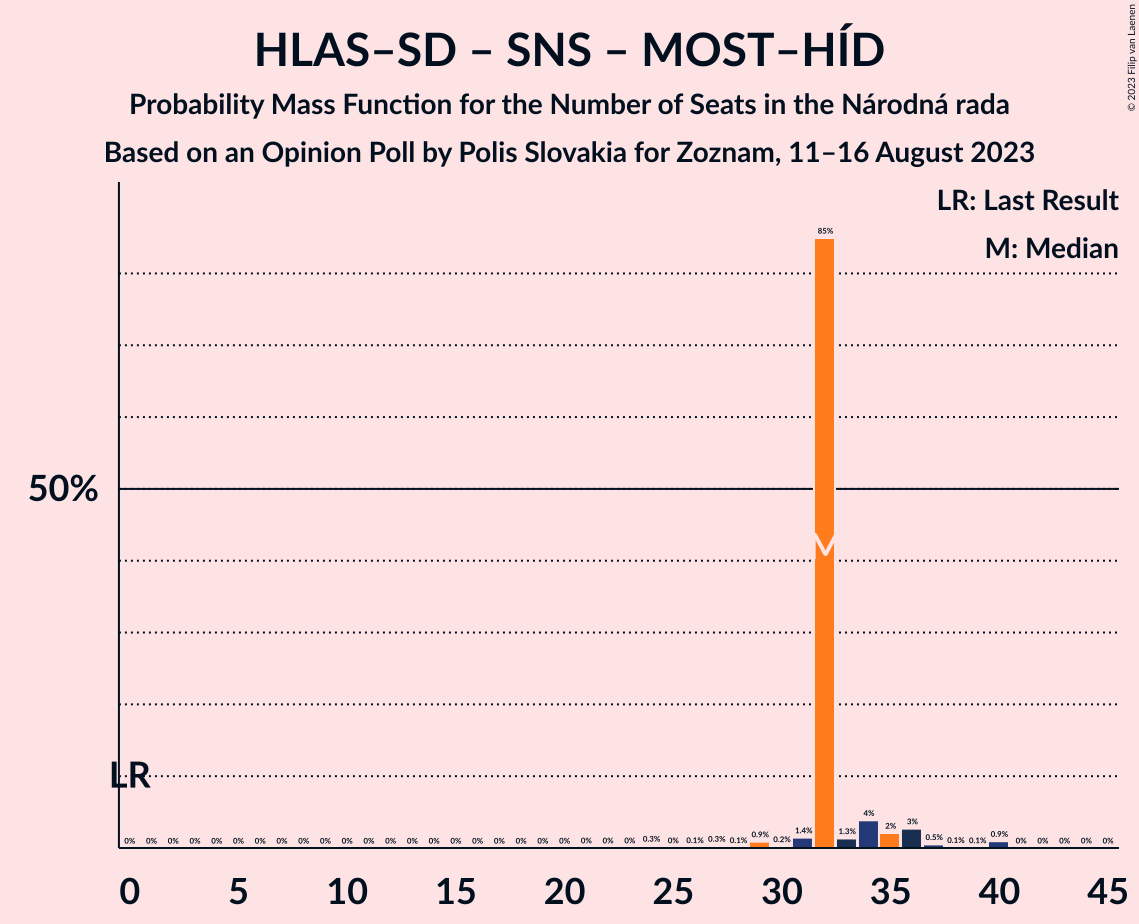 © 2023 Filip van Laenen
HLAS–SD – SNS – MOST–HÍD
Probability Mass Function for the Number of Seats in the Národná rada
Based on an Opinion Poll by Polis Slovakia for Zoznam, 11–16 August 2023
LR: Last Result
M: Median
85%
50%
M
LR
0% 0% 0% 0% 0% 0% 0% 0% 0% 0% 0% 0% 0% 0% 0% 0% 0% 0% 0% 0% 0% 0% 0% 0% 0.3% 0% 0.1% 0.3% 0.1% 0.9% 0.2% 1.4% 1.3% 4% 2% 3% 0.5% 0.1% 0.1% 0.9% 0% 0% 0% 0% 0%
0 5 10 15 20 25 30 35 40 45